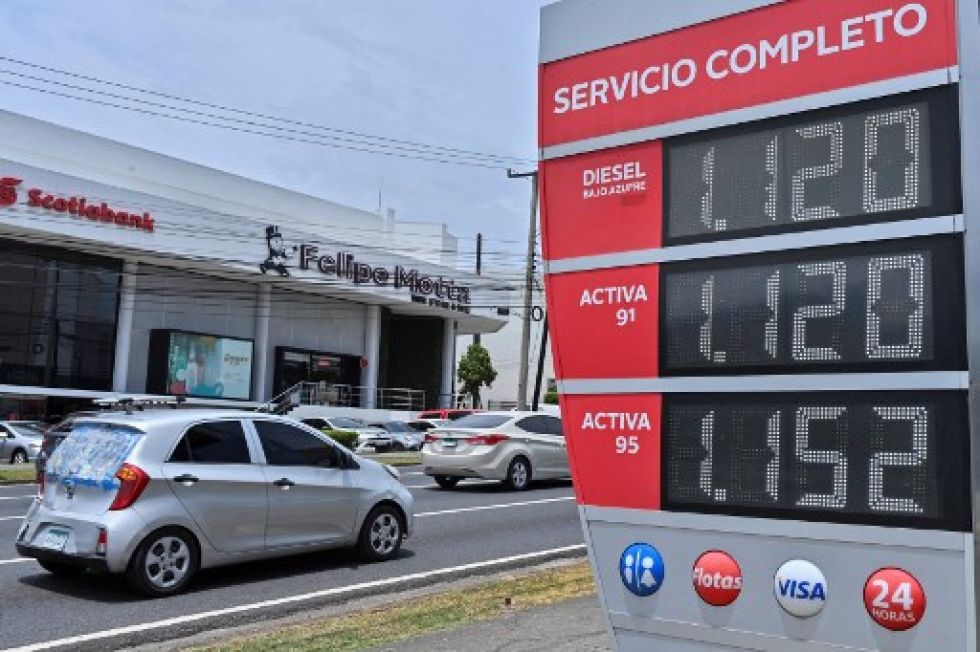 SERVICIO COMPLETO
DIESEL
BAJO AZUFRE
1.120
ACTIVA
91
1.120
ACTIVA
95
1.152
flotas
VISA
24
HORAS
Scotiabank
Felipe Motta